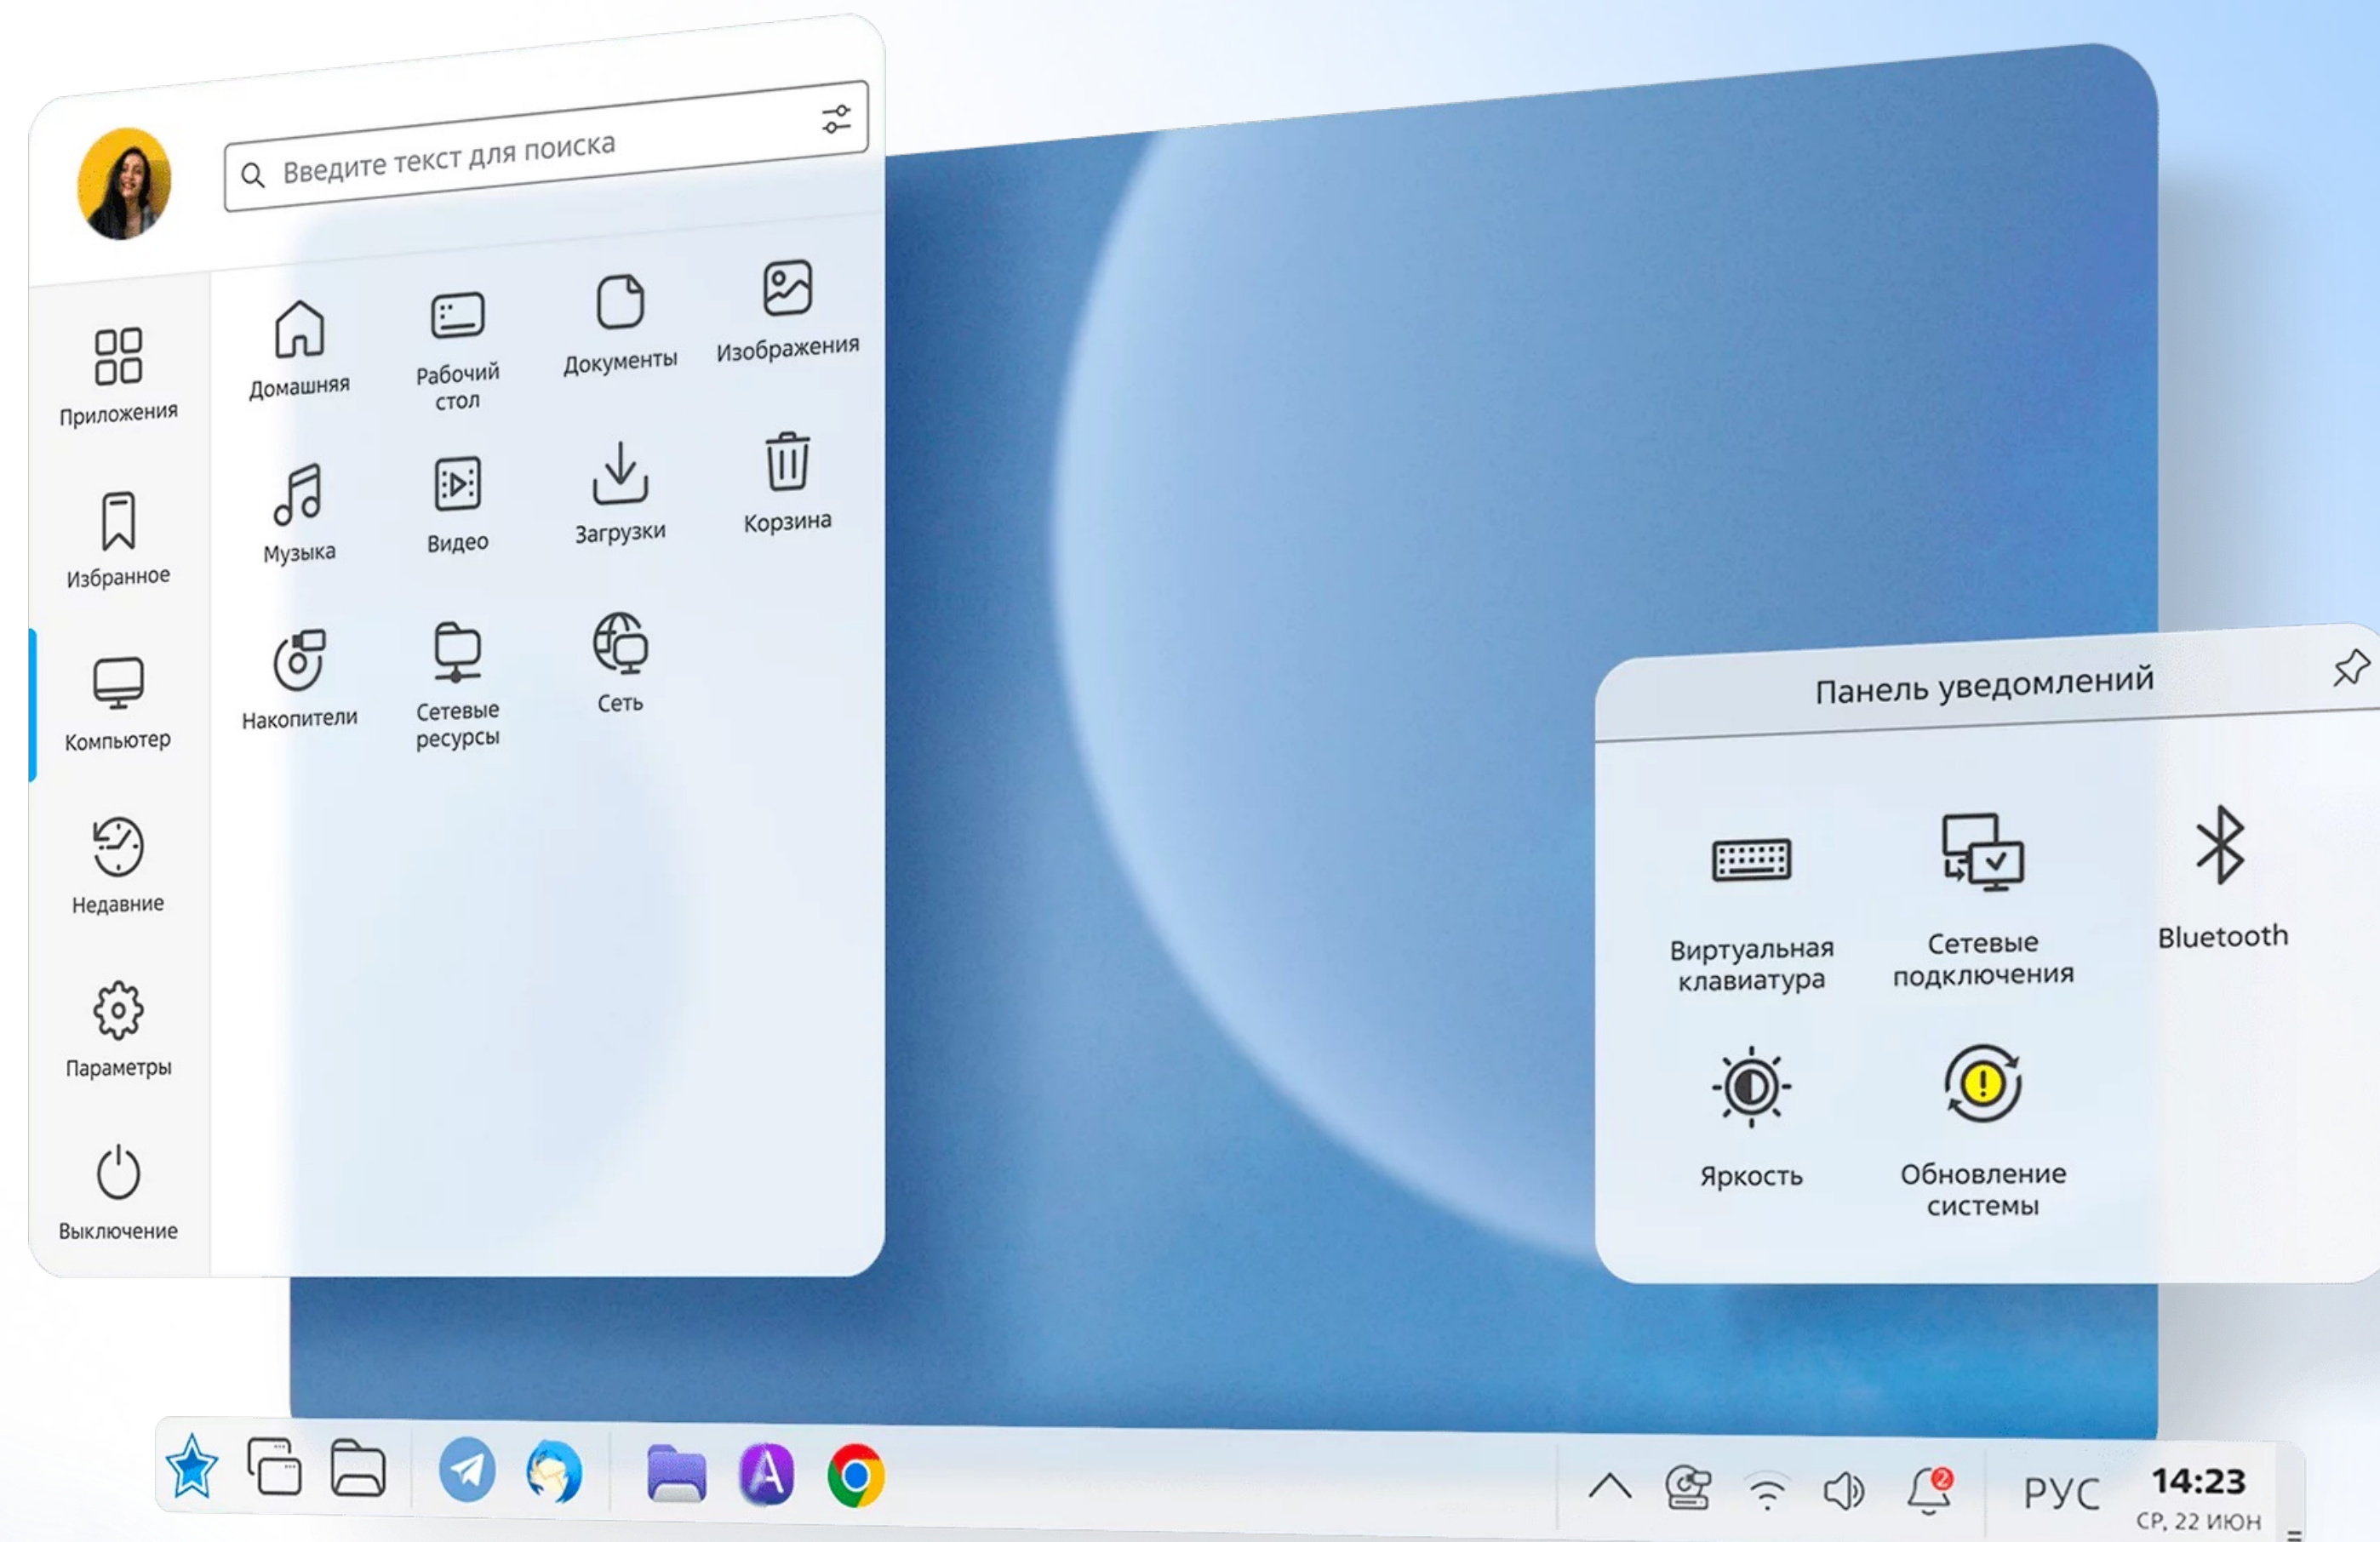 Введите текст для поиска
Приложения
Избранное
Компьютер
Недавние
Параметры
Выключение
Домашняя
Рабочий
стол
Документы
Изображения
Музыка
Видео
Загрузки
Корзина
Накопители
Сетевые
ресурсы
Сеть
Панель уведомлений
Виртуальная
клавиатура
Сетевые
подключения
Bluetooth
Яркость
Обновление
системы
2
РУС
14:23
СР, 22 ИЮН